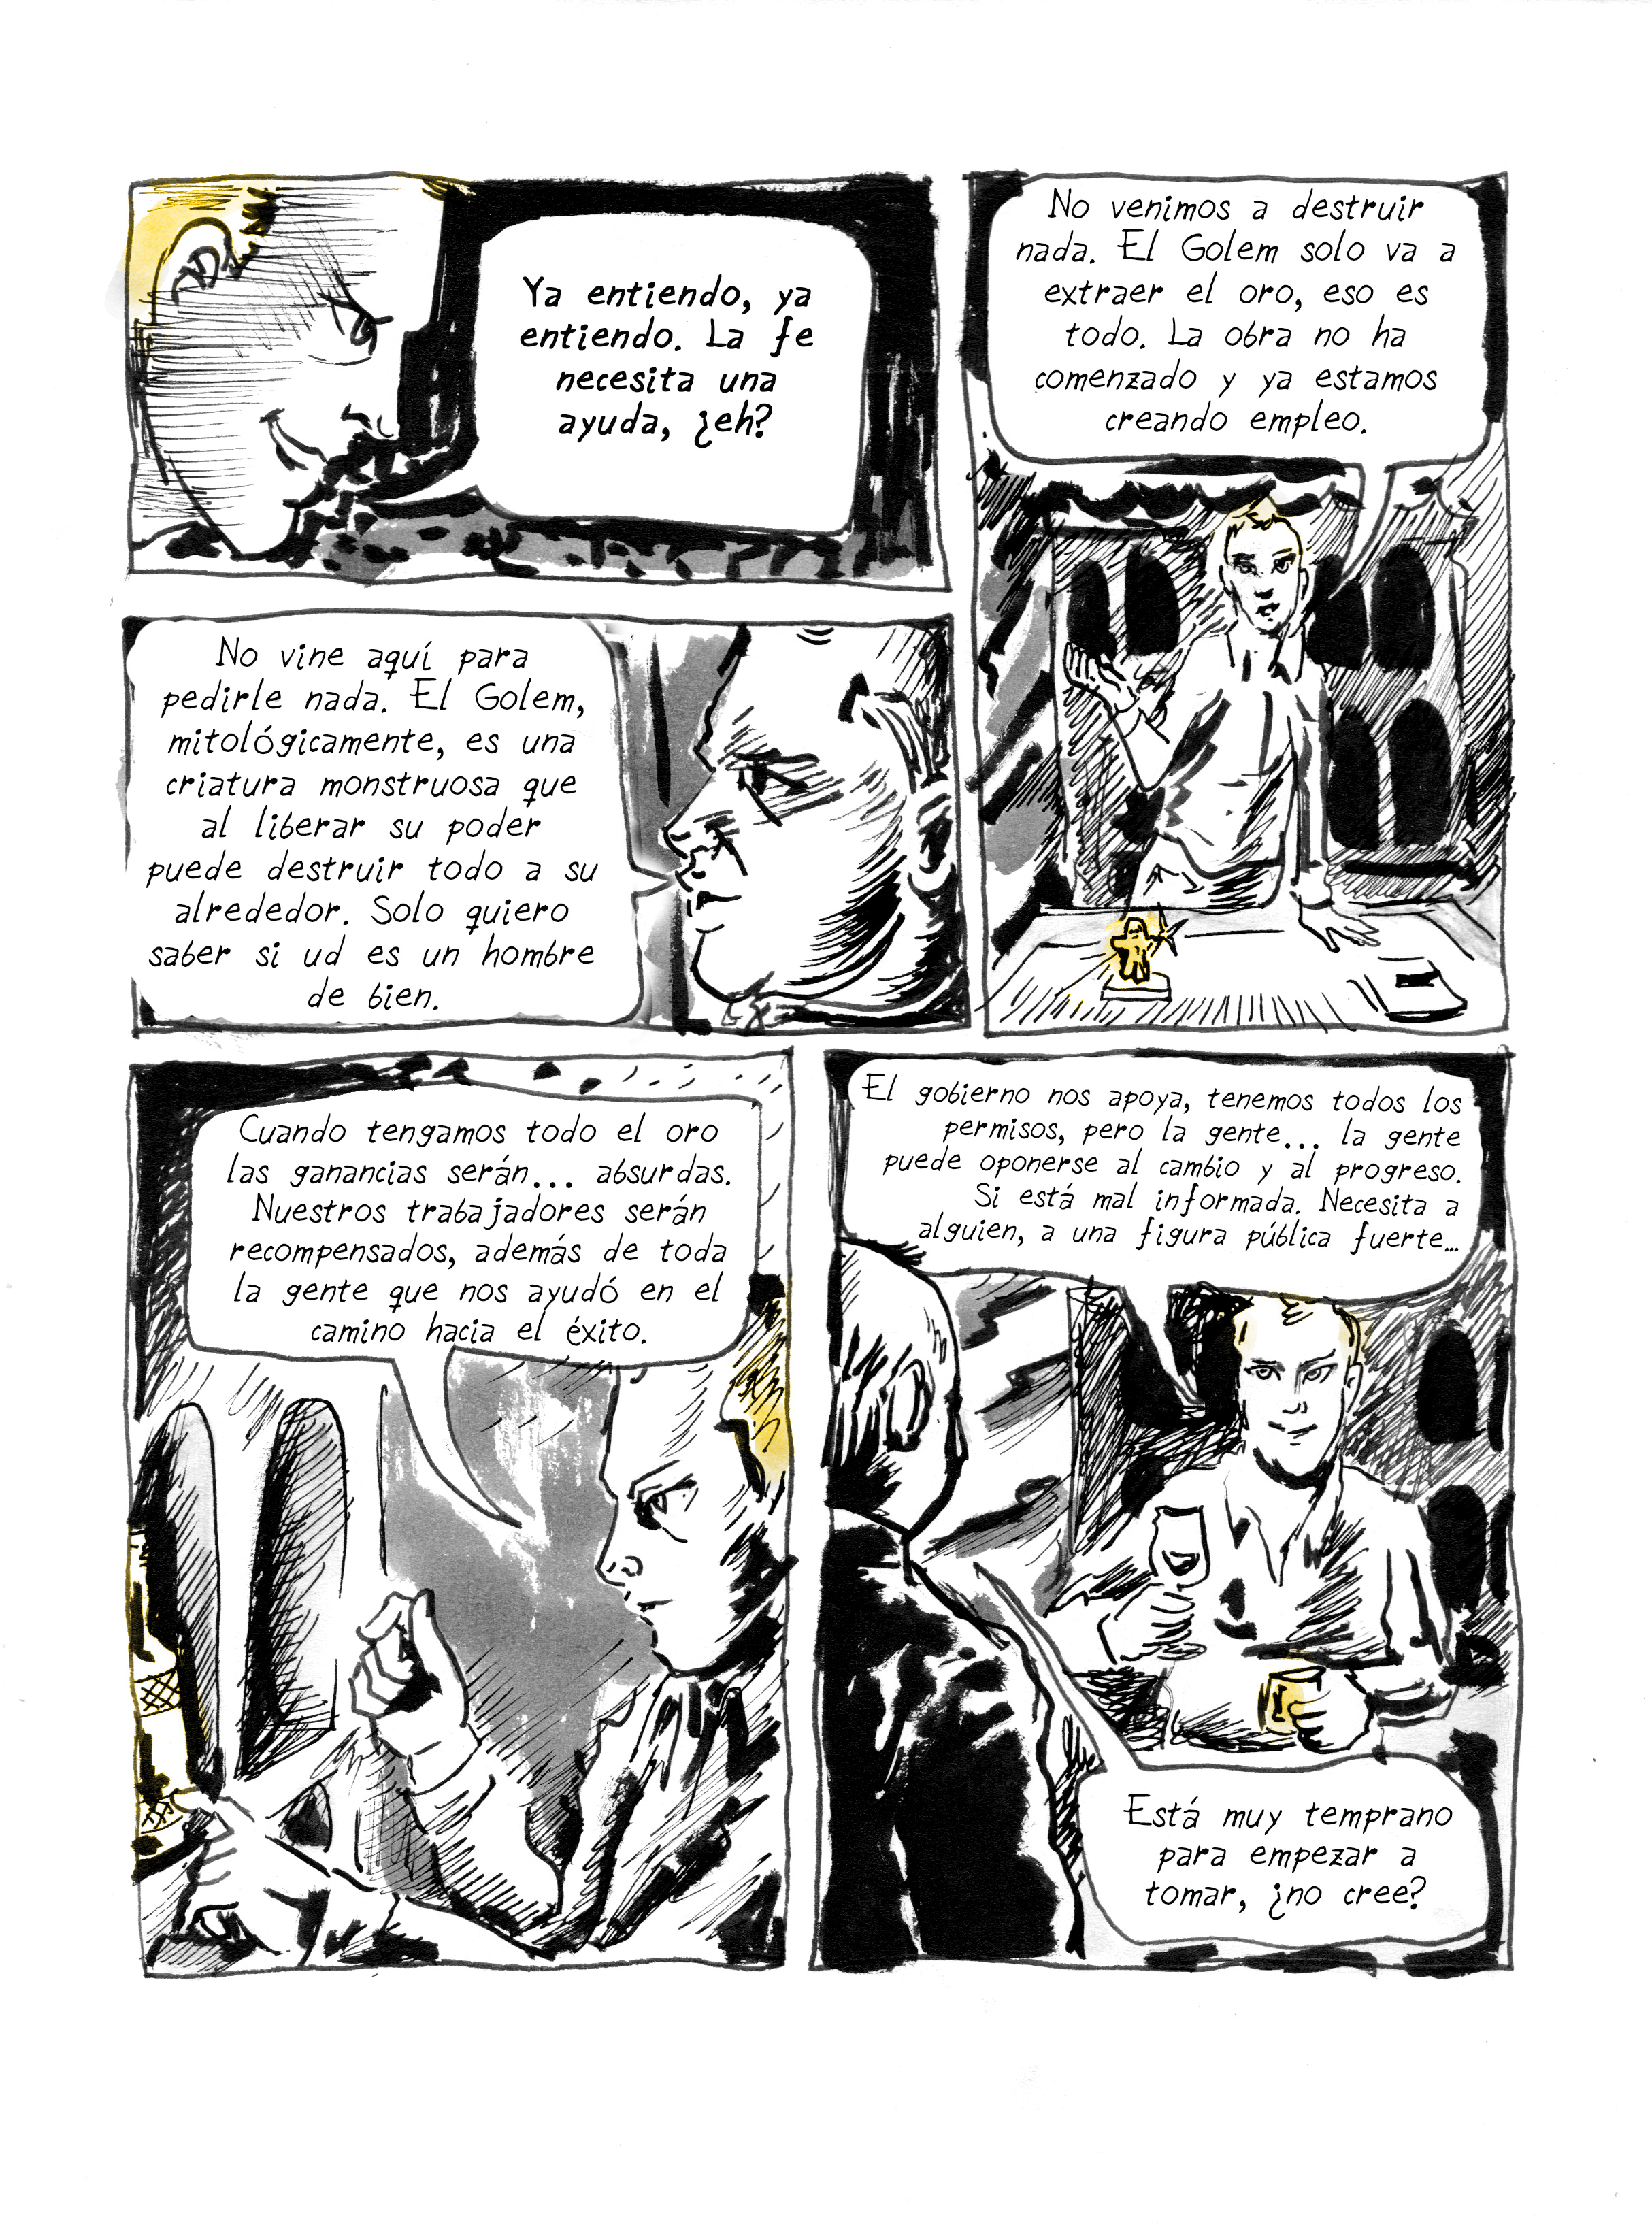 Ya entiendo, ya
entiendo. La fe
necesita una
ayuda, ¿eh?
No vine aquí para
pedirle nada. El Golem,
mitológicamente, es una
criatura monstruosa que
al liberar su poder
puede destruir todo a su
alrededor. Solo quiero
saber si ud es un hombre
de bien.
No venimos a destruir
nada. El Golem solo va a
extraer el oro, eso es
todo. La obra no ha
comenzado y ya estamos
creando empleo.
Cuando tengamos todo el oro
las ganancias serán... absurdas.
Nuestros trabajadores serán
recompensados, además de toda
la gente que nos ayudó en el
camino hacia el éxito.
El gobierno nos apoya, tenemos todos los
permisos, pero la gente... la gente
puede oponerse al cambio y al progreso.
Si está mal informada. Necesita a
alguien, a una figura pública fuerte...
Está muy temprano
para empezar a
tomar, ¿no cree?